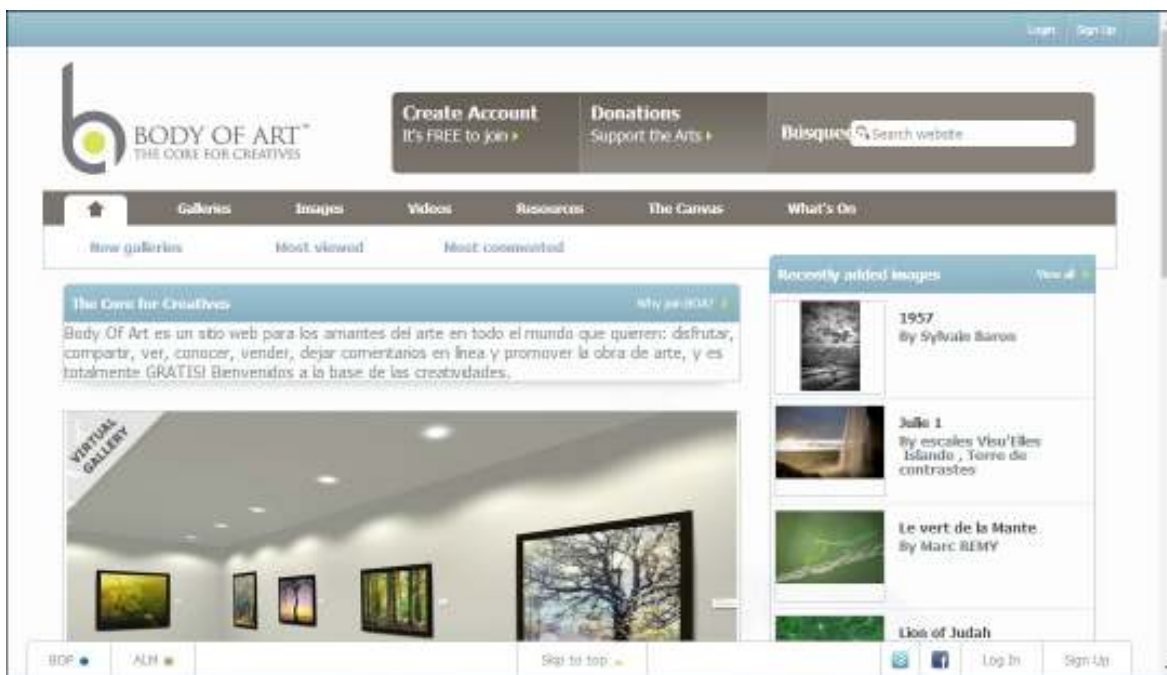 Login Sign Up
BODY OF ART™
THE CORE FOR CREATIVES
Create Account
It's FREE to join
Donations
Support the Arts
Búsqued
Search website
Galleries Images Videos Resources The Canvas What's On
New galleries Most viewed Most commented
The Core for Creatives Why join BOA?
Body Of Art es un sitio web para los amantes del arte en todo el mundo que quieren: disfrutar,
compartir, ver, conocer, vender, dejar comentarios en linea y promover la obra de arte, y es
totalmente GRATIS! Bienvenidos a la base de las creatividades.
VIRTUAL
GALLERY
Recently added images View all
1957
By Sylvain Baron
Julie 1
By escales Visu'Elles
Islande , Terre de
contrastes
Le vert de la Mante
By Marc REMY
Lion of Judah
BOP ALN Skip to top Log In Sign Up